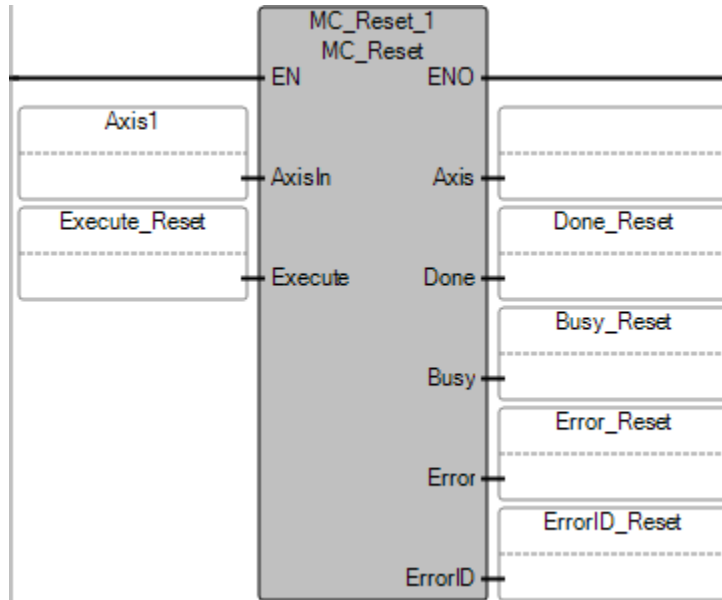 MC_Reset_1
MC_Reset
EN ENO
Axis1
AxisIn Axis
Execute_Reset Done_Reset
Execute Done
Busy_Reset
Busy
Error_Reset
Error
ErrorID_Reset
ErrorID